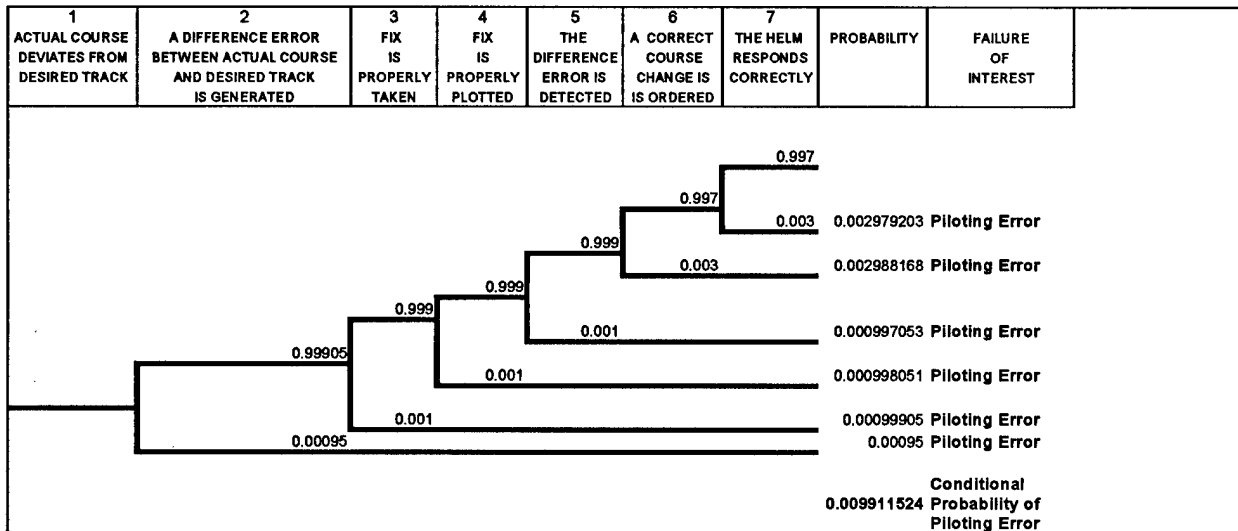 1
ACTUAL COURSE
DEVIATES FROM
DESIRED TRACK
2
A DIFFERENCE ERROR
BETWEEN ACTUAL COURSE
AND DESIRED TRACK
IS GENERATED
3
FIX
IS
PROPERLY
TAKEN
4
FIX
IS
PROPERLY
PLOTTED
5
THE
DIFFERENCE
ERROR IS
DETECTED
6
A CORRECT
COURSE
CHANGE IS
IS ORDERED
7
THE HELM
RESPONDS
CORRECTLY
PROBABILITY
FAILURE
OF
INTEREST
0.997
0.997
0.003 0.002979203 Piloting Error
0.999
0.003 0.002988168 Piloting Error
0.999
0.999
0.001 0.000997053 Piloting Error
0.99905
0.001 0.000998051 Piloting Error
0.001 0.00099905 Piloting Error
0.00095 0.00095 Piloting Error
Conditional
0.009911524 Probability of
Piloting Error